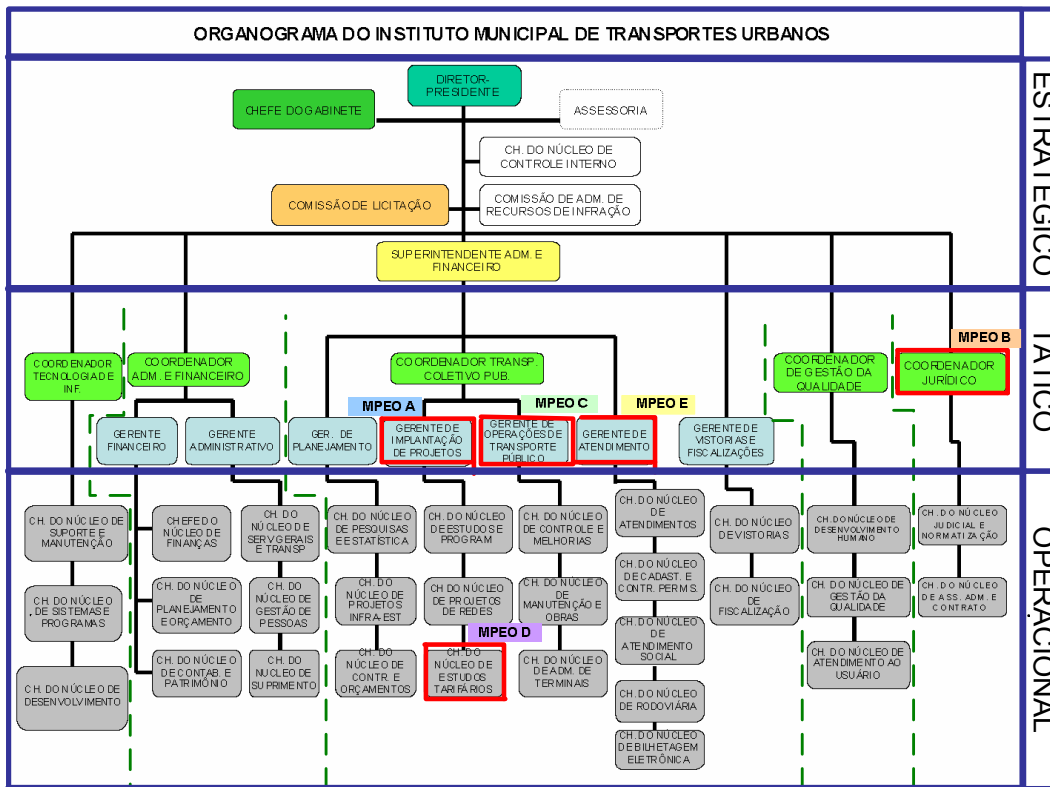 ORGANOGRAMA DO INSTITUTO MUNICIPAL DE TRANSPORTES URBANOS
ESTRATÉGICO
DIRETOR-
PRESIDENTE
CHEFE DO GABINETE
ASSESSORIA
CH. DO NÚCLEO DE
CONTROLE INTERNO
COMISSÃO DE LICITAÇÃO
COMISSÃO DE ADM. DE
RECURSOS DE INFRAÇÃO
SUPERINTENDENTE ADM. E
FINANCEIRO
TÁTICO
COORDENADOR
TECNOLOGIA DE
INF.
COORDENADOR
ADM. E FINANCEIRO
COORDENADOR TRANSP.
COLETIVO PUB.
COORDENADOR
DE GESTÃO DA
QUALIDADE
MPEO B
COORDENADOR
JURÍDICO
MPEO A
MPEO C
MPEO E
GERENTE
FINANCEIRO
GERENTE
ADMINISTRATIVO
GER. DE
PLANEJAMENTO
GERENTE DE
IMPLANTAÇÃO
DE PROJETOS
GERENTE DE
OPERAÇÕES DE
TRANSPORTE
PÚBLICO
GERENTE DE
ATENDIMENTO
GERENTE DE
VISTORIAS E
FISCALIZAÇÕES
OPERACIONAL
CH. DO NÚCLEO DE
SUPORTE E
MANUTENÇÃO
CH. DO NÚCLEO
, DE SISTEMAS E
PROGRAMAS
CH. DO NÚCLEO DE
DESENVOLVIMENTO
CHEFE DO
NÚCLEO DE
FINANÇAS
CH. DO NÚCLEO
DE
PLANEJAMENTO
E ORÇAMENTO
CH. DO NÚCLEO
DE CONTAB. E
PATRIMÔNIO
CH. DO
NÚCLEO DE
SERV GERAIS
E TRANSP
CH. DO
NÚCLEO DE
GESTÃO DE
PESSOAS
CH. DO
NÚCLEO DE
SUPRIMENTO
CH. DO NÚCLEO
DE PESQUISAS
E ESTATÍSTICA
CH. DO
NÚCLEO DE
PROJETOS
INFRA-EST
CH. DO
NÚCLEO DE
CONTR. E
ORÇAMENTOS
CH. DO NÚCLEO
DE ESTUDOS E
PROGRAM
CH. DO NÚCLEO
DE PROJETOS
DE REDES
MPEO D
CH. DO
NÚCLEO DE
ESTUDOS
TARIFÁRIOS
CH. DO NÚCLEO
DE CONTROLE E
MELHORIAS
CH. DO NÚCLEO
DE
MANUTENÇÃO E
OBRAS
CH. DO NÚCLEO
DE ADM. DE
TERMINAIS
CH. DO NÚCLEO
DE
ATENDIMENTOS
CH. DO NÚCLEO
DE CADAST. E
CONTR. PERMS.
CH. DO NÚCLEO
DE
ATENDIMENTO
SOCIAL
CH. DO NÚCLEO
DE RODOVIÁRIA
CH. DO NÚCLEO
DE BILHETAGEM
ELETRÔNICA
CH. DO NÚCLEO
DE VISTORIAS
CH. DO NÚCLEO
DE
FISCALIZAÇÃO
CH. DO NÚCLEO DE
DESENVOLVIMENTO
HUMANO
CH. DO NÚCLEO DE
GESTÃO DA
QUALIDADE
CH. DO NÚCLEO DE
ATENDIMENTO AO
USUÁRIO
CH. DO NÚCLEO
JUDICIAL E
NORMATIZAÇÃO
CH. DO NÚCLEO
DE ASS. ADM. E
CONTRATO